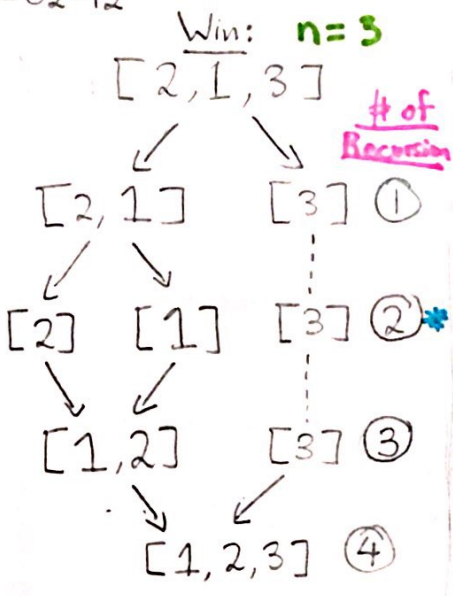 Win: n=3
[2,1,3]
# of
Recursion
[2,1] [3] ①
[2] [1] [3] ②*
[1,2] [3] ③
[1,2,3] ④